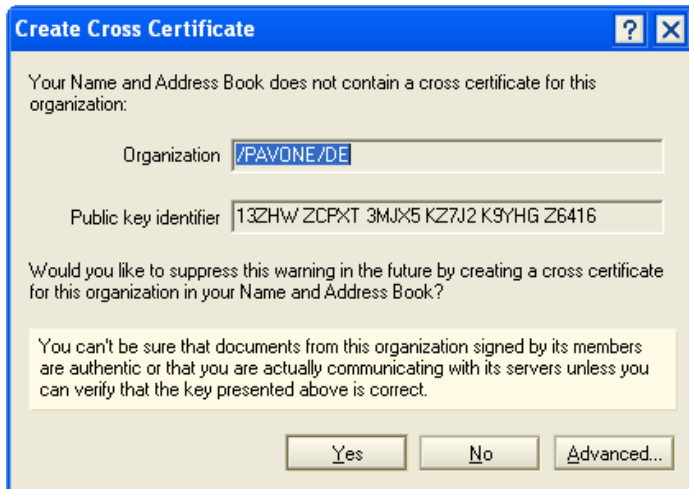 Create Cross Certificate
Your Name and Address Book does not contain a cross certificate for this
organization:
Organization /PAVONE/DE
Public key identifier 13ZHW ZCPXT 3MJX5 KZ7J2 K9YHG Z6416
Would you like to suppress this warning in the future by creating a cross certificate
for this organization in your Name and Address Book?
You can't be sure that documents from this organization signed by its members
are authentic or that you are actually communicating with its servers unless you
can verify that the key presented above is correct.
Yes No Advanced...